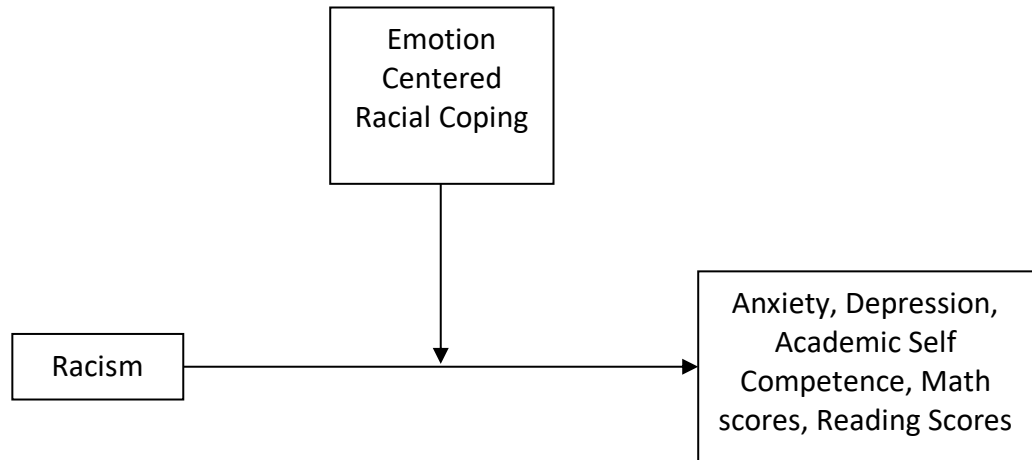 Emotion
Centered
Racial Coping
Racism
Anxiety, Depression,
Academic Self
Competence, Math
scores, Reading Scores